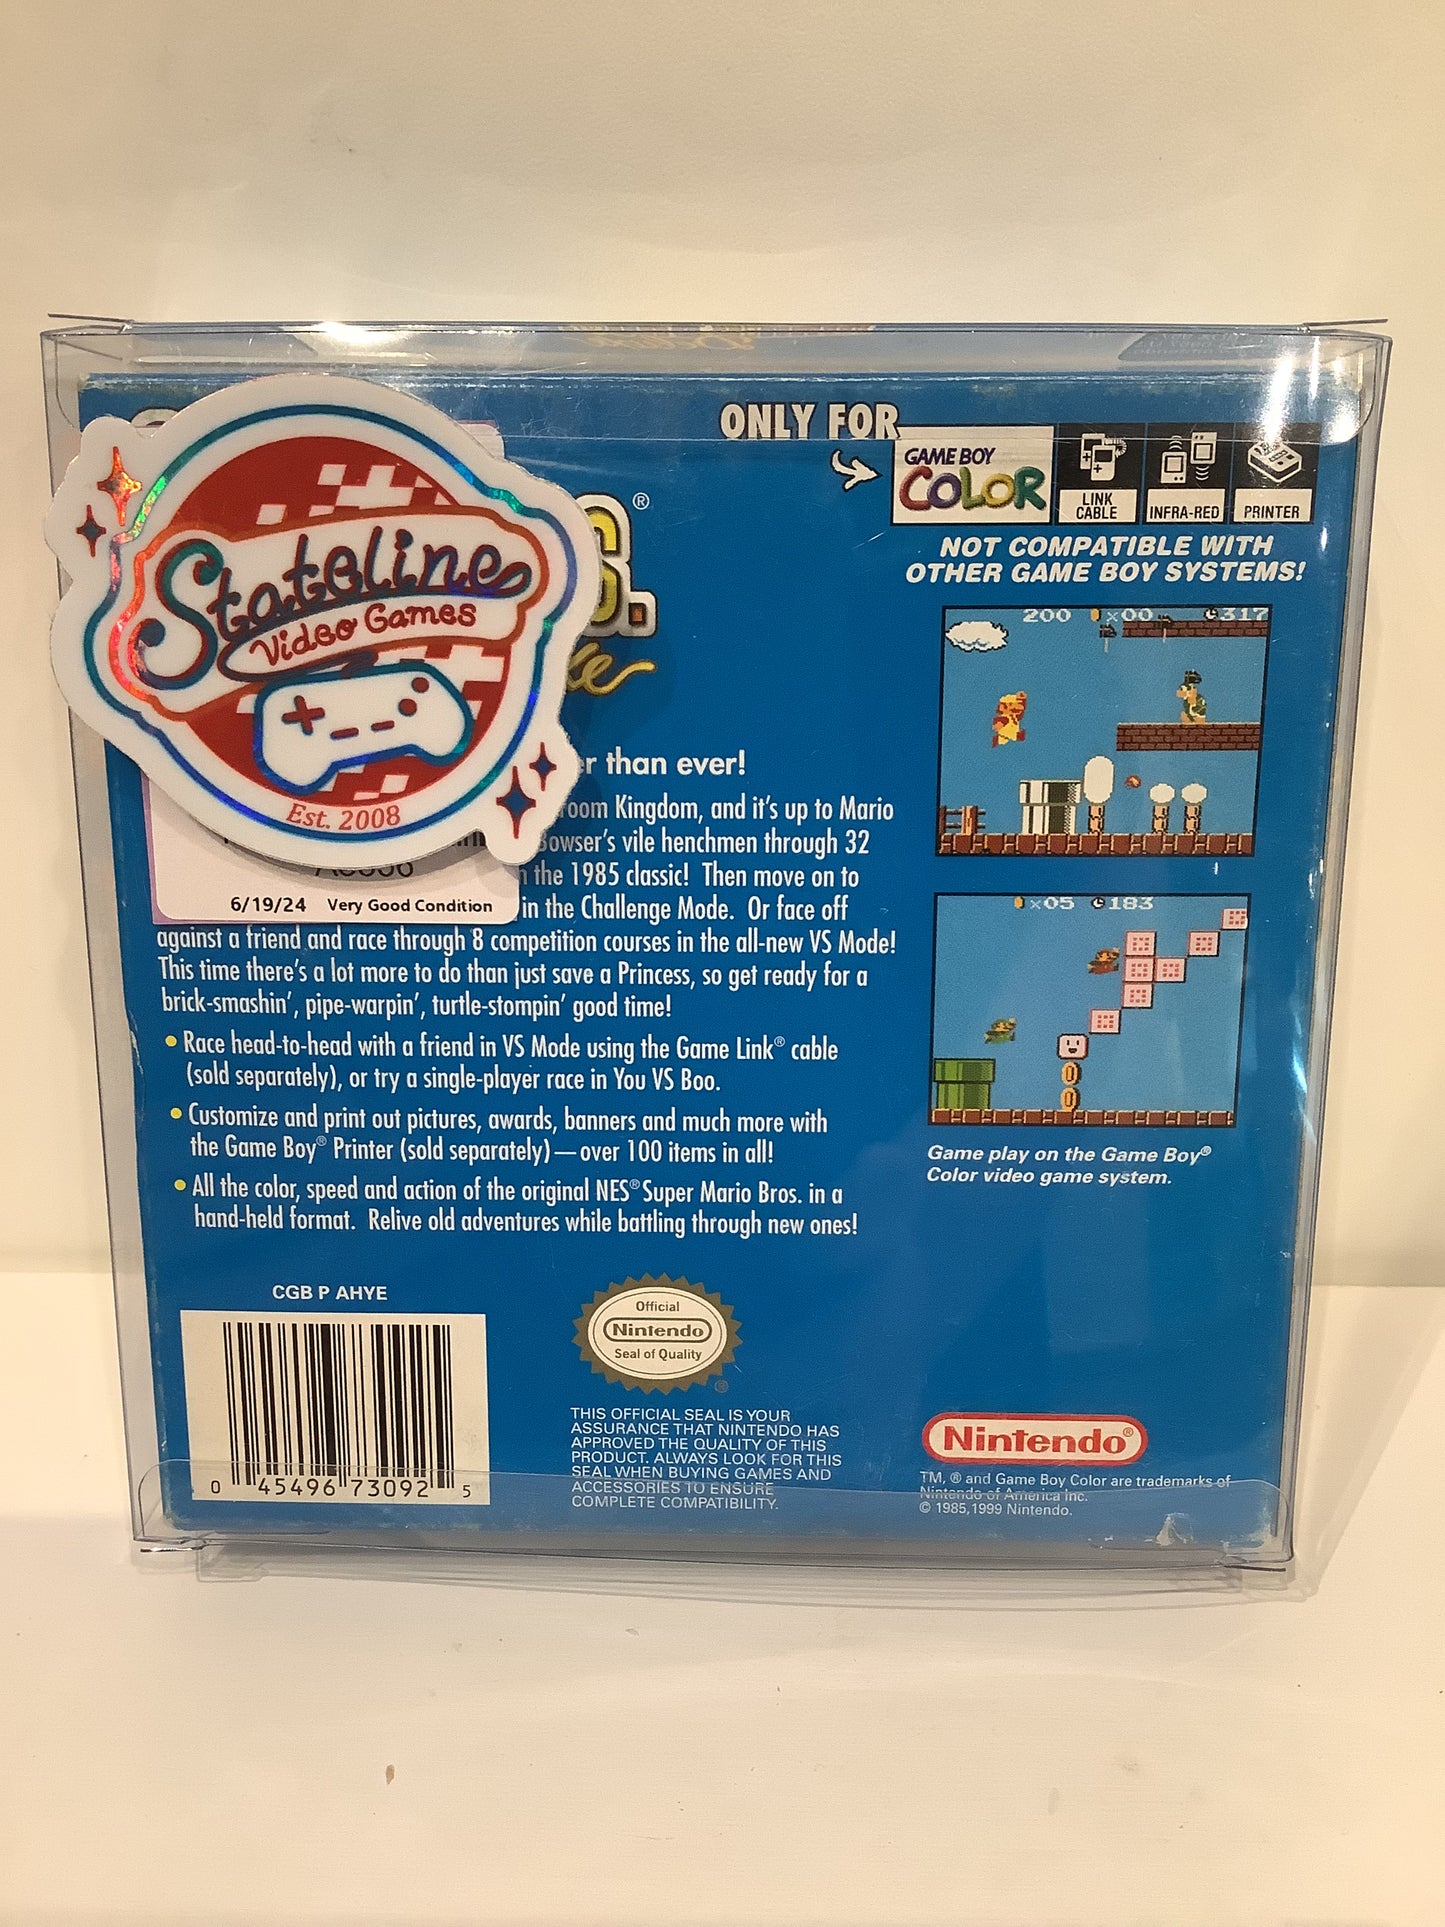 Stateline
Video Games
Est. 2008
6/19/24 Very Good Condition
ONLY FOR
GAME BOY
COLOR
LINK
CABLE
INFRA-RED
PRINTER
NOT COMPATIBLE WITH
OTHER GAME BOY SYSTEMS!
®
S.
than ever!
Kingdom, and it's up to Mario
Bowser's vile henchmen through 32
the 1985 classic! Then move on to
in the Challenge Mode. Or face off
against a friend and race through 8 competition courses in the all-new VS Mode!
This time there's a lot more to do than just save a Princess, so get ready for a
brick-smashin', pipe-warpin', turtle-stompin' good time!
• Race head-to-head with a friend in VS Mode using the Game Link® cable
(sold separately), or try a single-player race in You VS Boo.
• Customize and print out pictures, awards, banners and much more with
the Game Boy® Printer (sold separately)—over 100 items in all!
• All the color, speed and action of the original NES® Super Mario Bros. in a
hand-held format. Relive old adventures while battling through new ones!
200 ×00 317
×05 183
Game play on the Game Boy®
Color video game system.
CGB P AHYE
0 45496 73092 5
Official
Nintendo
Seal of Quality
®
THIS OFFICIAL SEAL IS YOUR
ASSURANCE THAT NINTENDO HAS
APPROVED THE QUALITY OF THIS
PRODUCT. ALWAYS LOOK FOR THIS
SEAL WHEN BUYING GAMES AND
ACCESSORIES TO ENSURE
COMPLETE COMPATIBILITY.
Nintendo®
TM, ® and Game Boy Color are trademarks of
Nintendo of America Inc.
© 1985,1999 Nintendo.